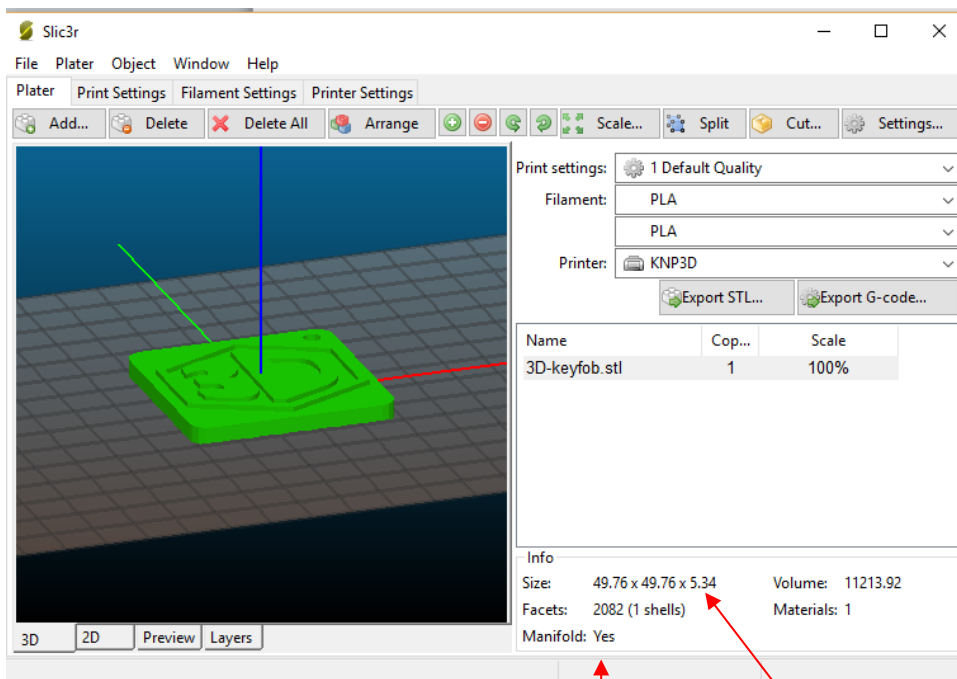 Slic3r
File Plater Object Window Help
Plater Print Settings Filament Settings Printer Settings
Add... Delete Delete All Arrange Scale... Split Cut... Settings...
Print settings: 1 Default Quality
Filament: PLA
PLA
Printer: KNP3D
Export STL... Export G-code...
Name Cop... Scale
3D-keyfob.stl 1 100%
3D
Info
Size: 49.76 x 49.76 x 5.34 Volume: 11213.92
Facets: 2082 (1 shells) Materials: 1
Manifold: Yes
3D 2D Preview Layers